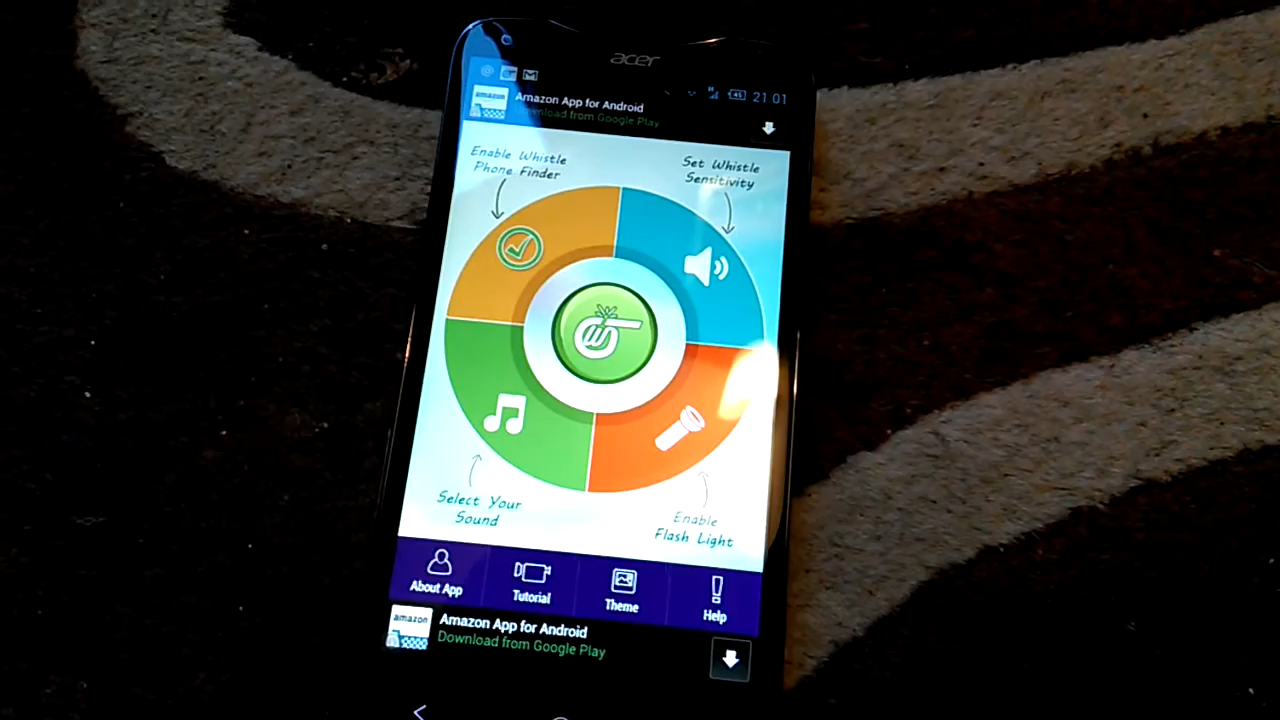 acer
45 21 01
amazon
Amazon App for Android
Download from Google Play
Enable Whistle
Phone Finder
Set Whistle
Sensitivity
Select Your
Sound
Enable
Flash Light
About App
Tutorial
Theme
Help
amazon
Amazon App for Android
Download from Google Play